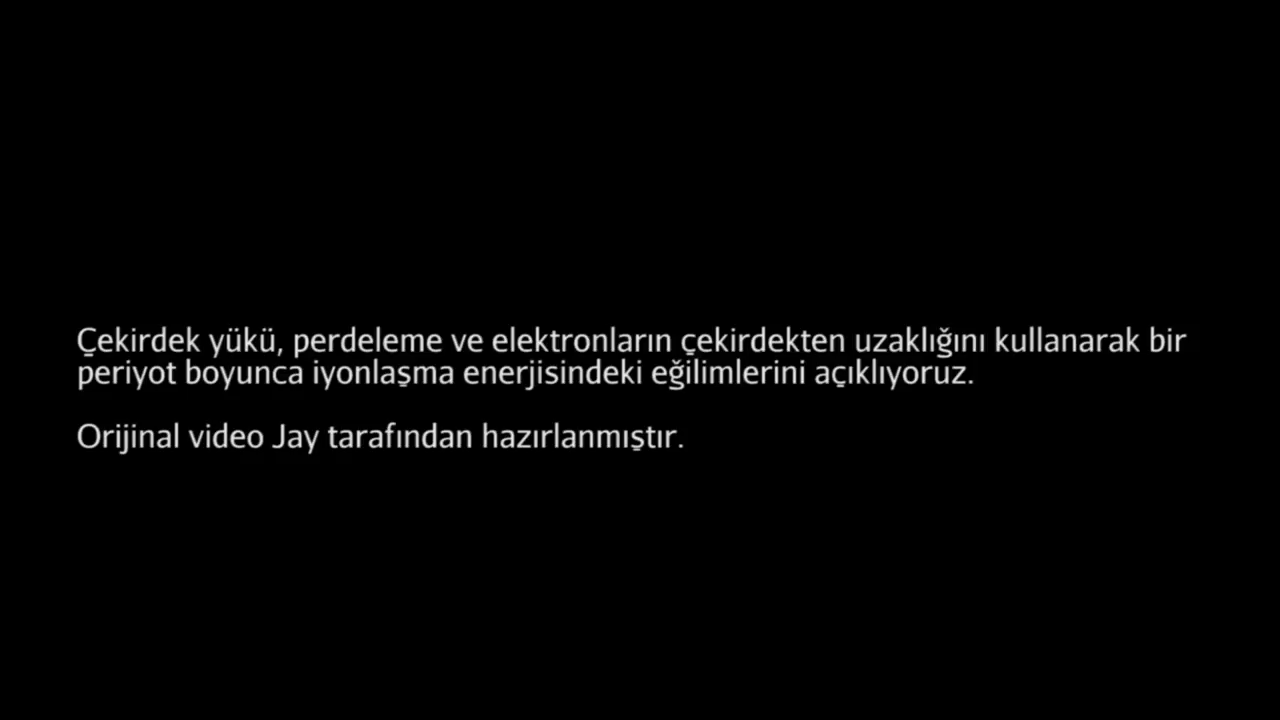 Çekirdek yükü, perdeleme ve elektronların çekirdekten uzaklığını kullanarak bir
periyot boyunca iyonlaşma enerjisindeki eğilimlerini açıklıyoruz.
Orijinal video Jay tarafından hazırlanmıştır.